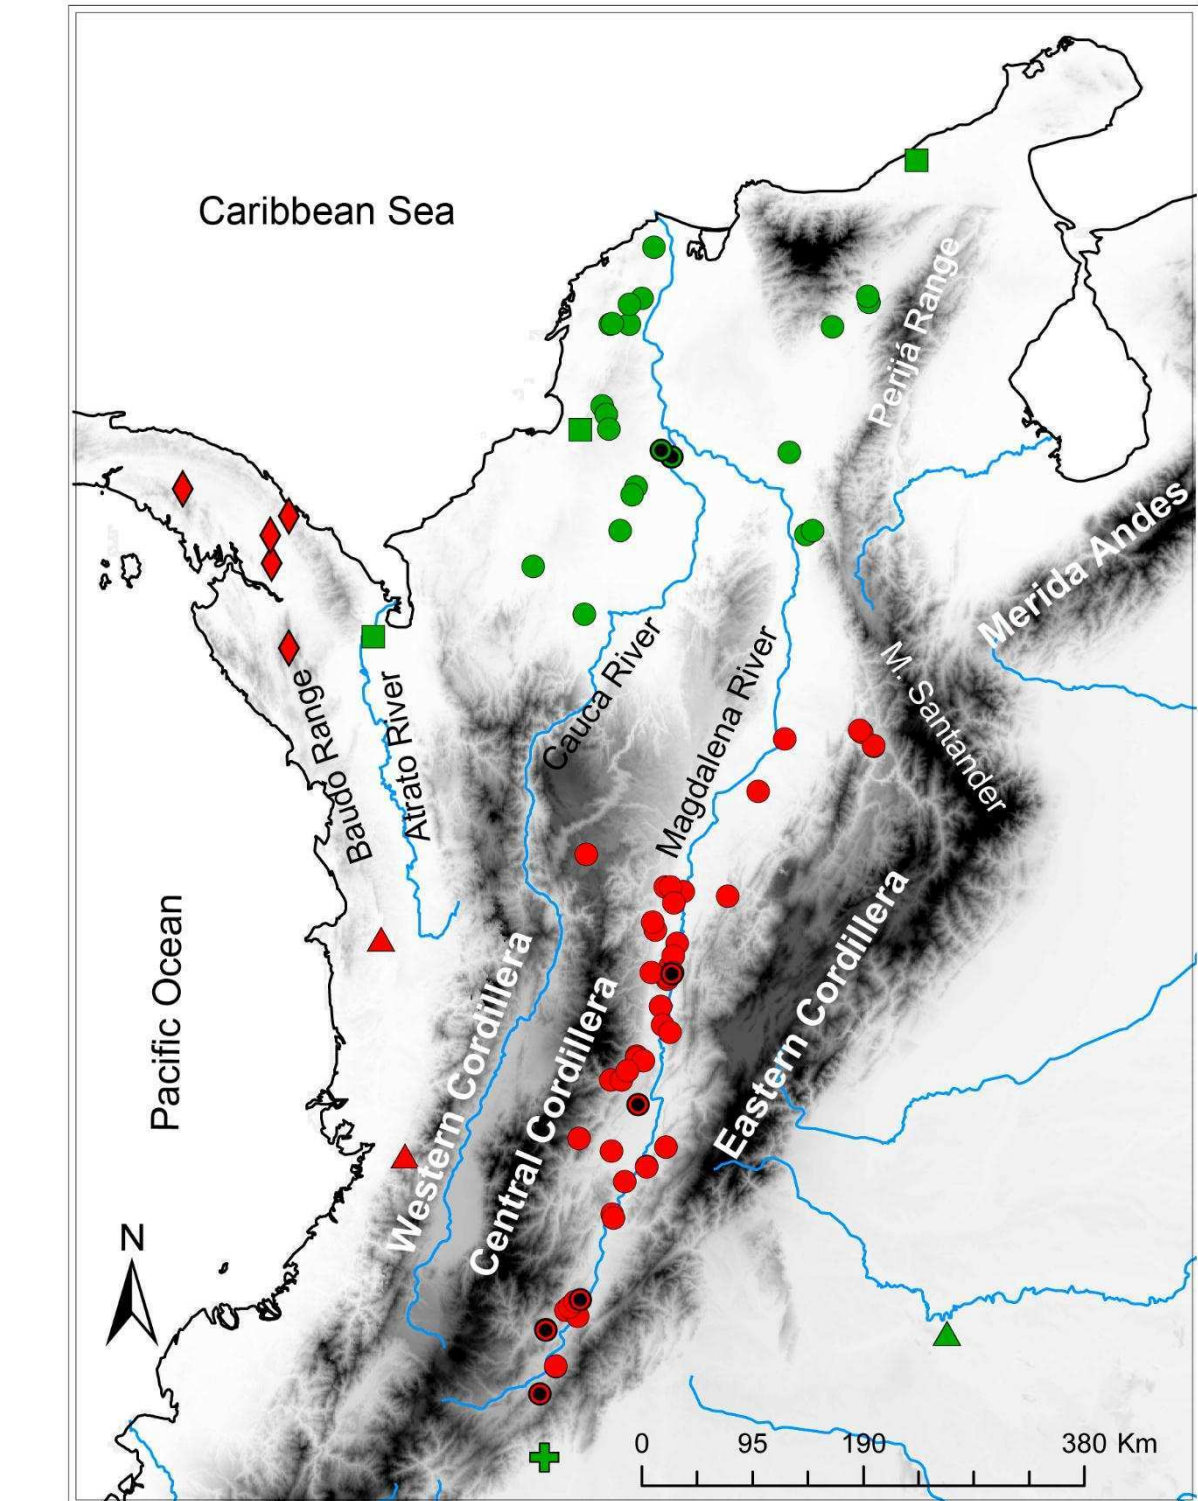 Caribbean Sea
Perijá Range
Merida Andes
M. Santander
Cauca River
Magdalena River
Baudo Range
Atrato River
Pacific Ocean
Western Cordillera
Central Cordillera
Eastern Cordillera
N
0 95 190 380 Km